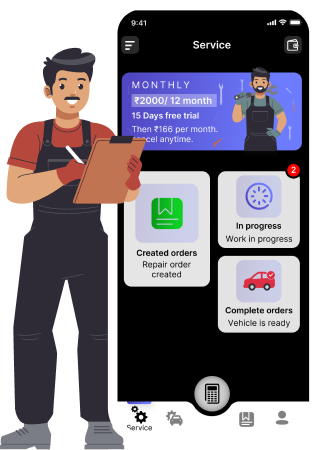 9:41
Service
MONTHLY
₹2000/ 12 month
15 Days free trial
Then ₹166 per month.
cancel anytime.
2
Created orders
Repair order
created
In progress
Work in progress
Complete orders
Vehicle is ready
Service